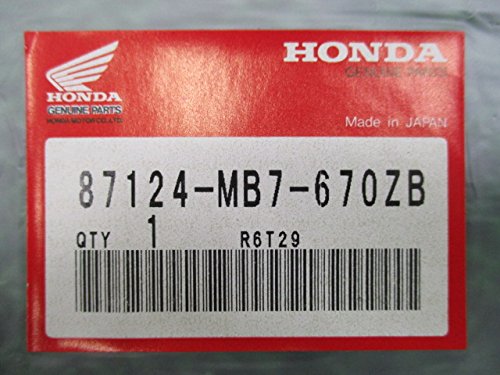 HONDA
GENUINE PARTS
HONDA MOTOR CO.,LTD.
HONDA
GENUINE PARTS
Made in JAPAN
87124-MB7-670ZB
QTY 1 R6T29